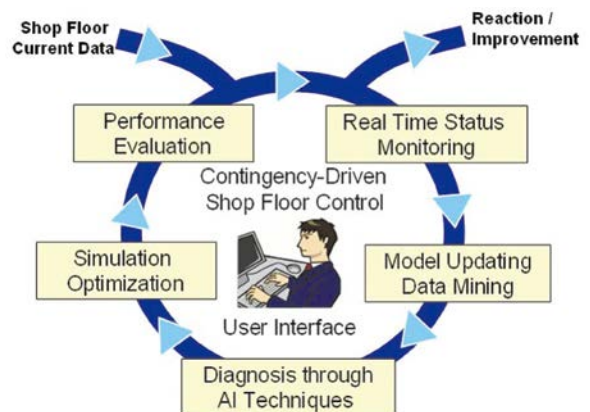 Shop Floor
Current Data
Reaction /
Improvement
Performance
Evaluation
Real Time Status
Monitoring
Contingency-Driven
Shop Floor Control
Simulation
Optimization
Model Updating
Data Mining
User Interface
Diagnosis through
AI Techniques